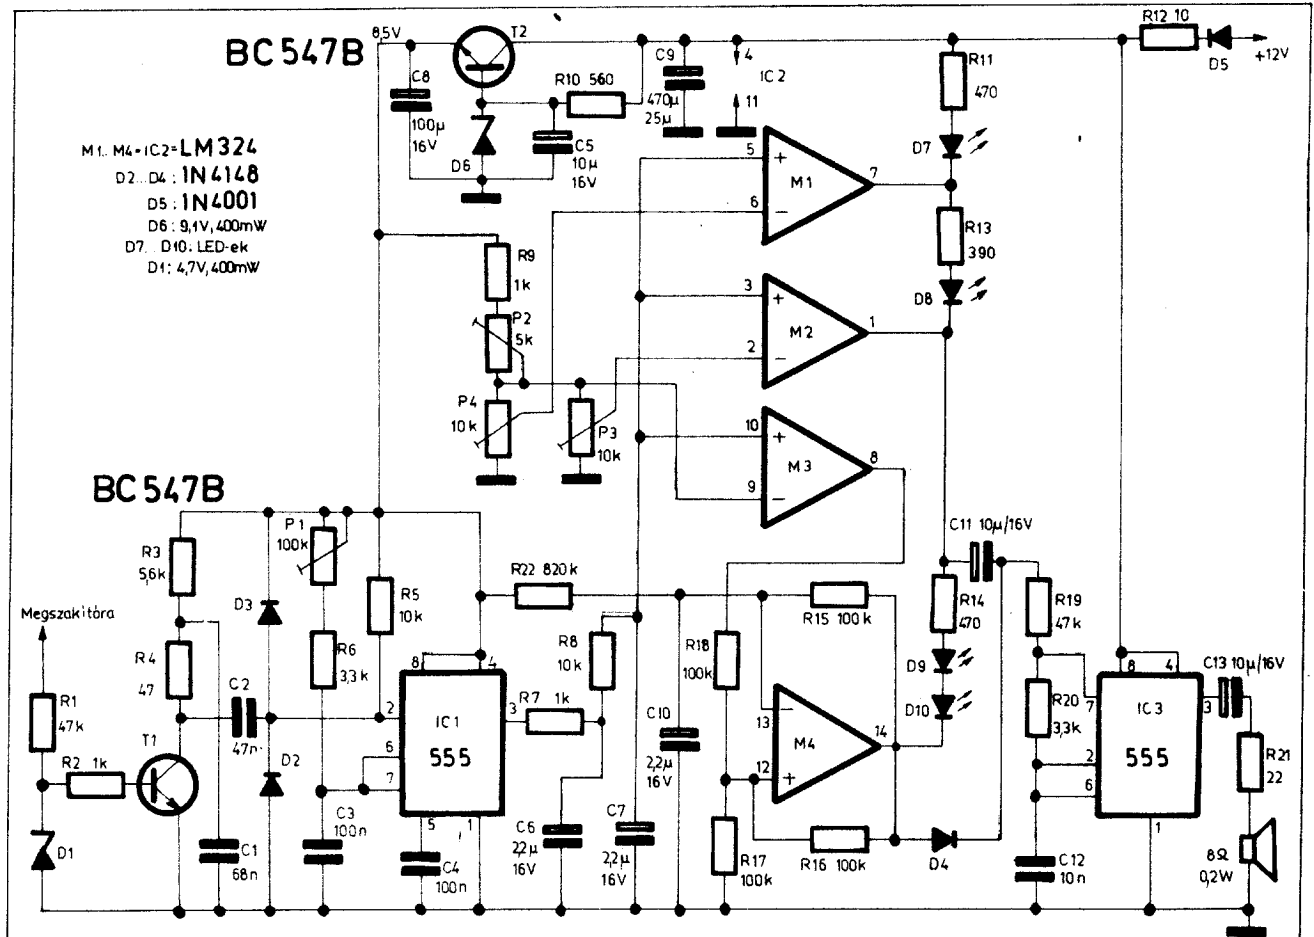 BC547B
8,5V
T2
R12 10
D5
+12V
C8
100µ
16V
R10 560
C9
470µ
25µ
4
IC2
11
R11
470
D6
C5
10µ
16V
D7
M1.. M4=IC2=LM324
D2...D4: 1N4148
D5: 1N4001
D6: 9,1V, 400mW
D7... D10: LED-ek
D1: 4,7V, 400mW
5
+
M1
7
6
−
R13
390
R9
1k
D8
P2
5k
3
+
M2
1
2
−
P4
10k
P3
10k
10
+
M3
8
9
−
BC547B
R3
5,6k
P1
100k
R5
10k
D3
R6
3,3k
Megszakítóra
R4
47
R1
47k
C2
47n
T1
R2 1k
D2
D1
C1
68n
C3
100n
8
4
2
IC1
3
6
555
7
5
1
C4
100n
R22 820k
R7 1k
R8
10k
C6
2,2µ
16V
C7
2,2µ
16V
C10
2,2µ
16V
R15 100k
R18
100k
13
−
M4
14
12
+
R17
100k
R16 100k
D4
C11 10µ/16V
R14
470
D9
D10
R19
47k
R20
3,3k
C12
10n
8
4
7
IC3
3
2
555
6
1
C13 10µ/16V
R21
22
8Ω
0,2W